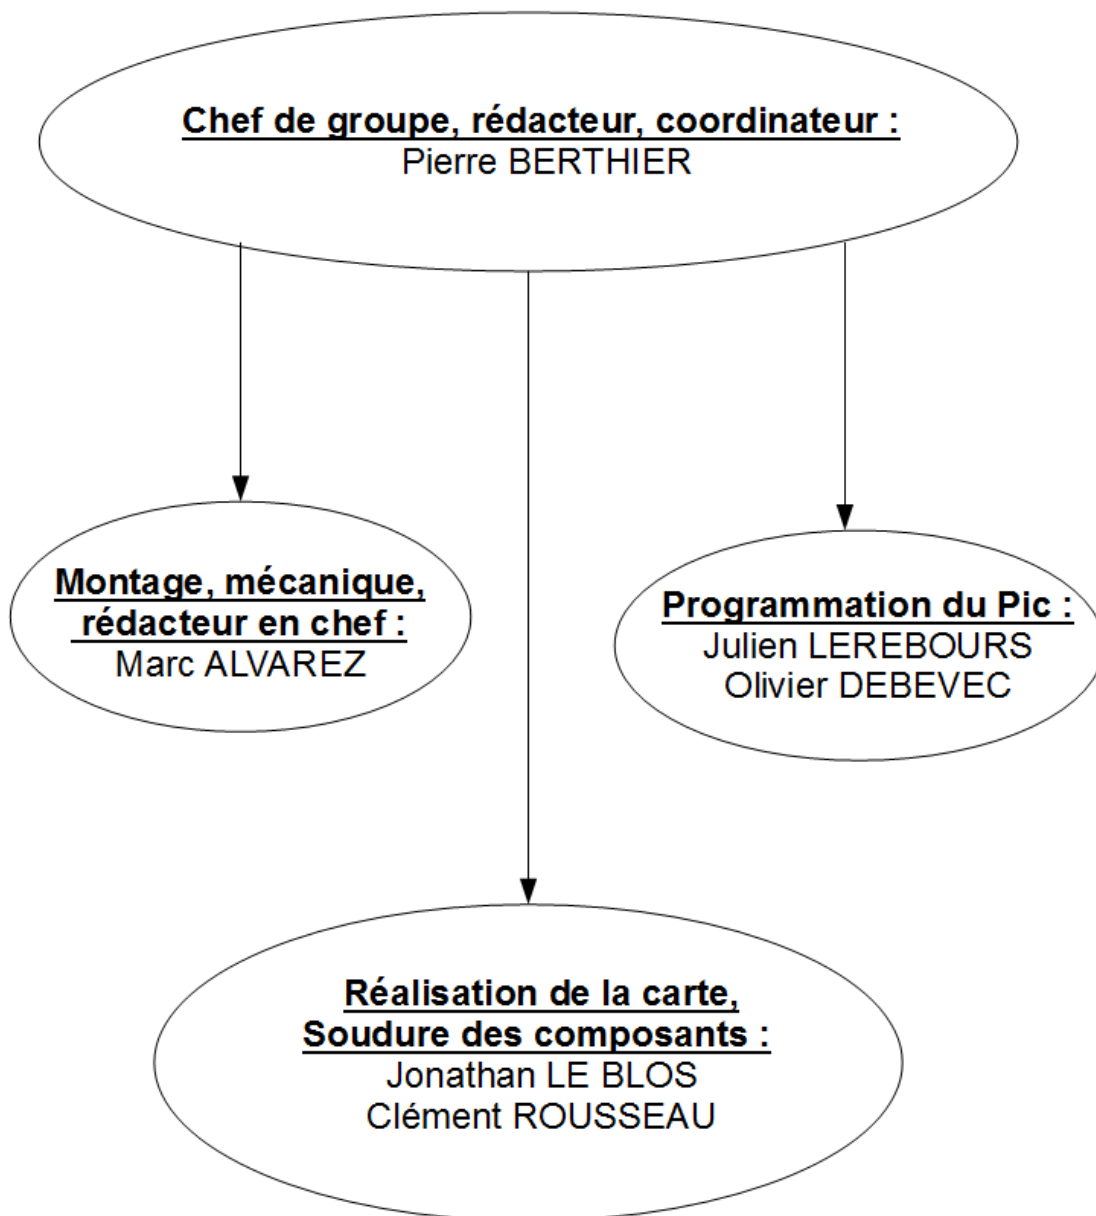 Chef de groupe, rédacteur, coordinateur :
Pierre BERTHIER
Montage, mécanique,
rédacteur en chef :
Marc ALVAREZ
Programmation du Pic :
Julien LEREBOURS
Olivier DEBEVEC
Réalisation de la carte,
Soudure des composants :
Jonathan LE BLOS
Clément ROUSSEAU